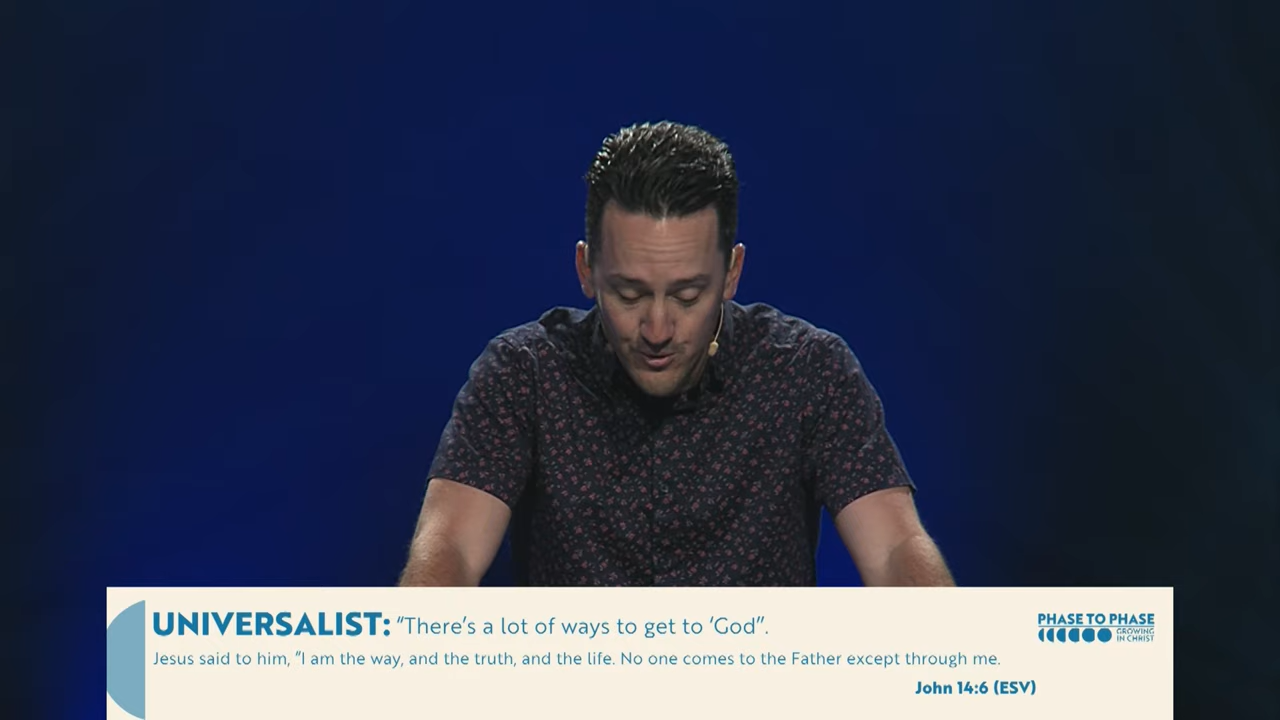 UNIVERSALIST: “There’s a lot of ways to get to ‘God”.
Jesus said to him, “I am the way, and the truth, and the life. No one comes to the Father except through me.
John 14:6 (ESV)
PHASE TO PHASE
GROWING
IN CHRIST